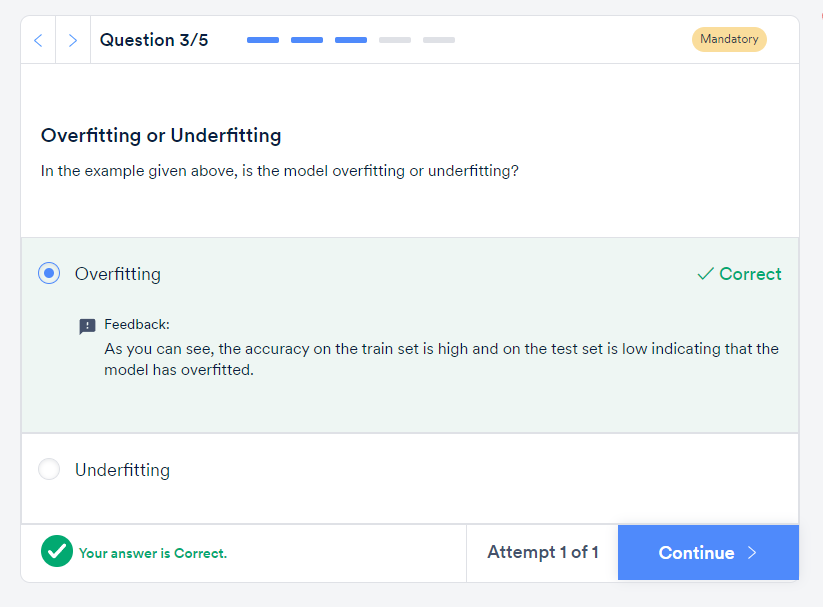 Question 3/5
Mandatory
Overfitting or Underfitting
In the example given above, is the model overfitting or underfitting?
Overfitting
Correct
Feedback:
As you can see, the accuracy on the train set is high and on the test set is low indicating that the
model has overfitted.
Underfitting
Your answer is Correct.
Attempt 1 of 1
Continue